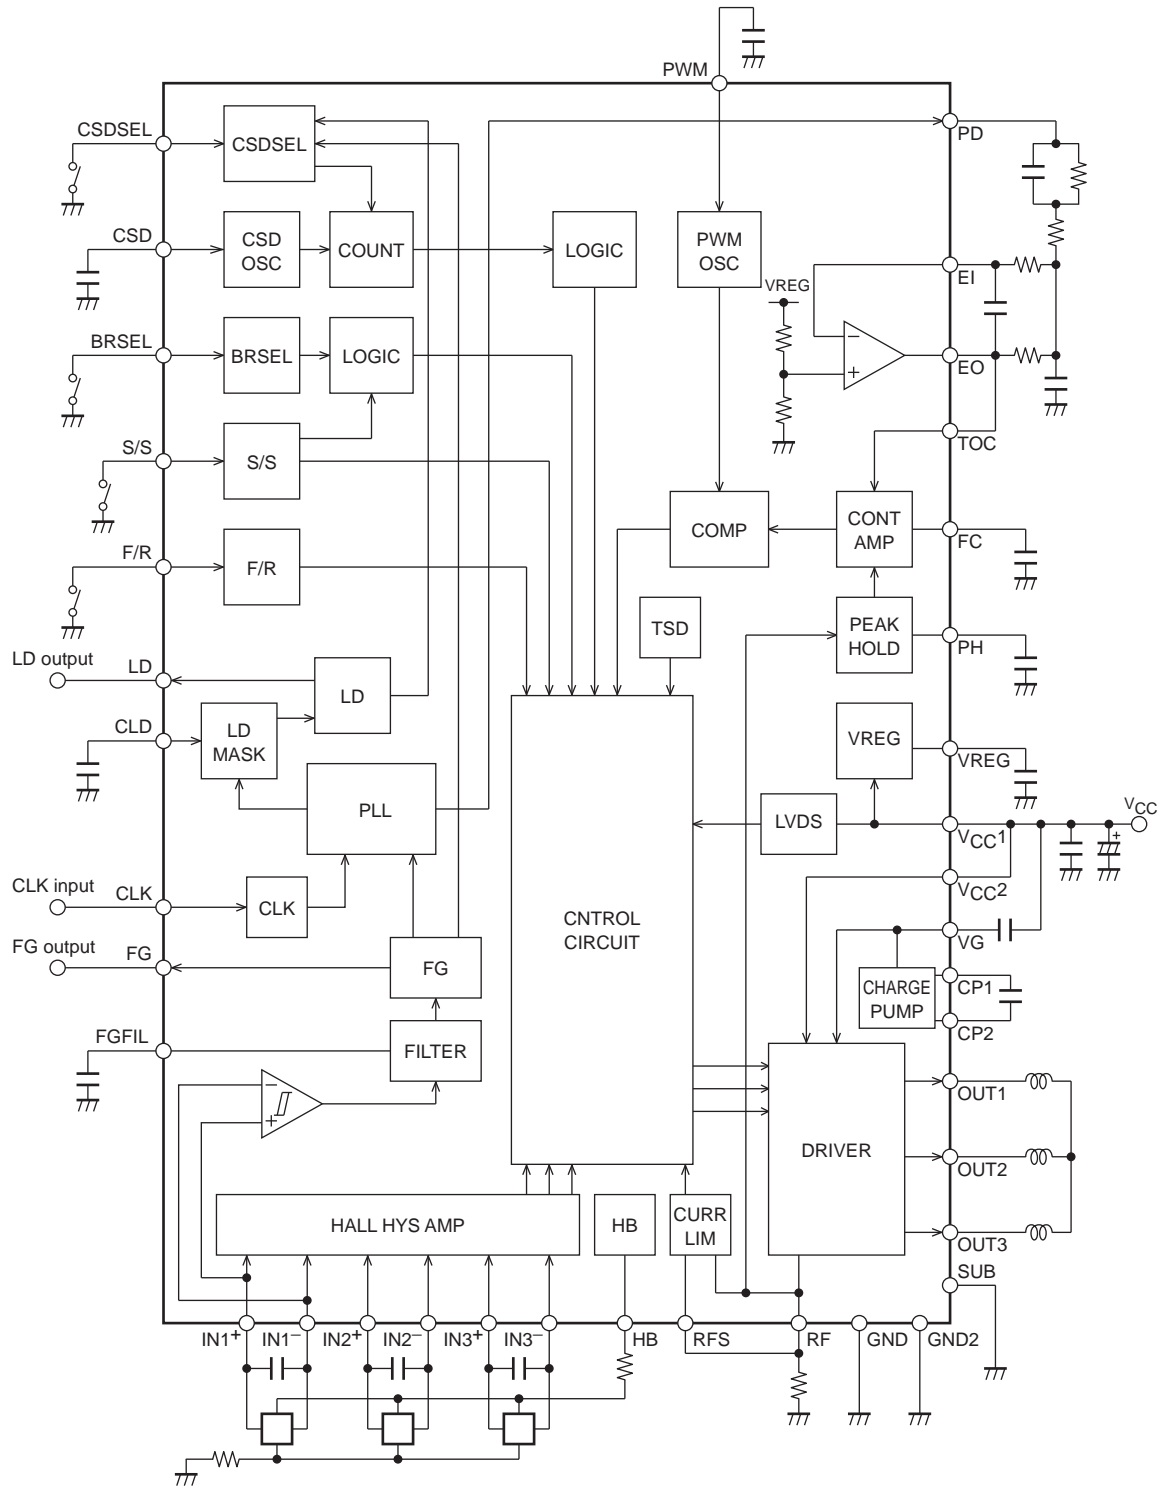 PWM
CSDSEL
CSDSEL
PD
CSD
CSD
OSC
COUNT
LOGIC
PWM
OSC
EI
VREG
BRSEL
BRSEL
LOGIC
−
+
EO
S/S
S/S
TOC
COMP
CONT
AMP
FC
F/R
F/R
TSD
PEAK
HOLD
PH
LD output
LD
LD
CLD
LD
MASK
VREG
VREG
PLL
LVDS
VCC1
VCC
+
VCC2
CLK input
CLK
CLK
CNTROL
CIRCUIT
VG
FG output
FG
FG
CHARGE
PUMP
CP1
CP2
FGFIL
FILTER
−
+
OUT1
DRIVER
OUT2
HALL HYS AMP
HB
CURR
LIM
OUT3
SUB
IN1+
IN1−
IN2+
IN2−
IN3+
IN3−
HB
RFS
RF
GND
GND2